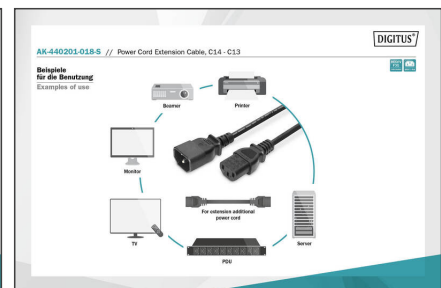 DIGITUS®
AK-440201-018-S // Power Cord Extension Cable, C14 - C13
Beispiele
für die Benutzung
Examples of use
Beamer
Printer
Monitor
For extension additional
power cord
TV
Server
PDU